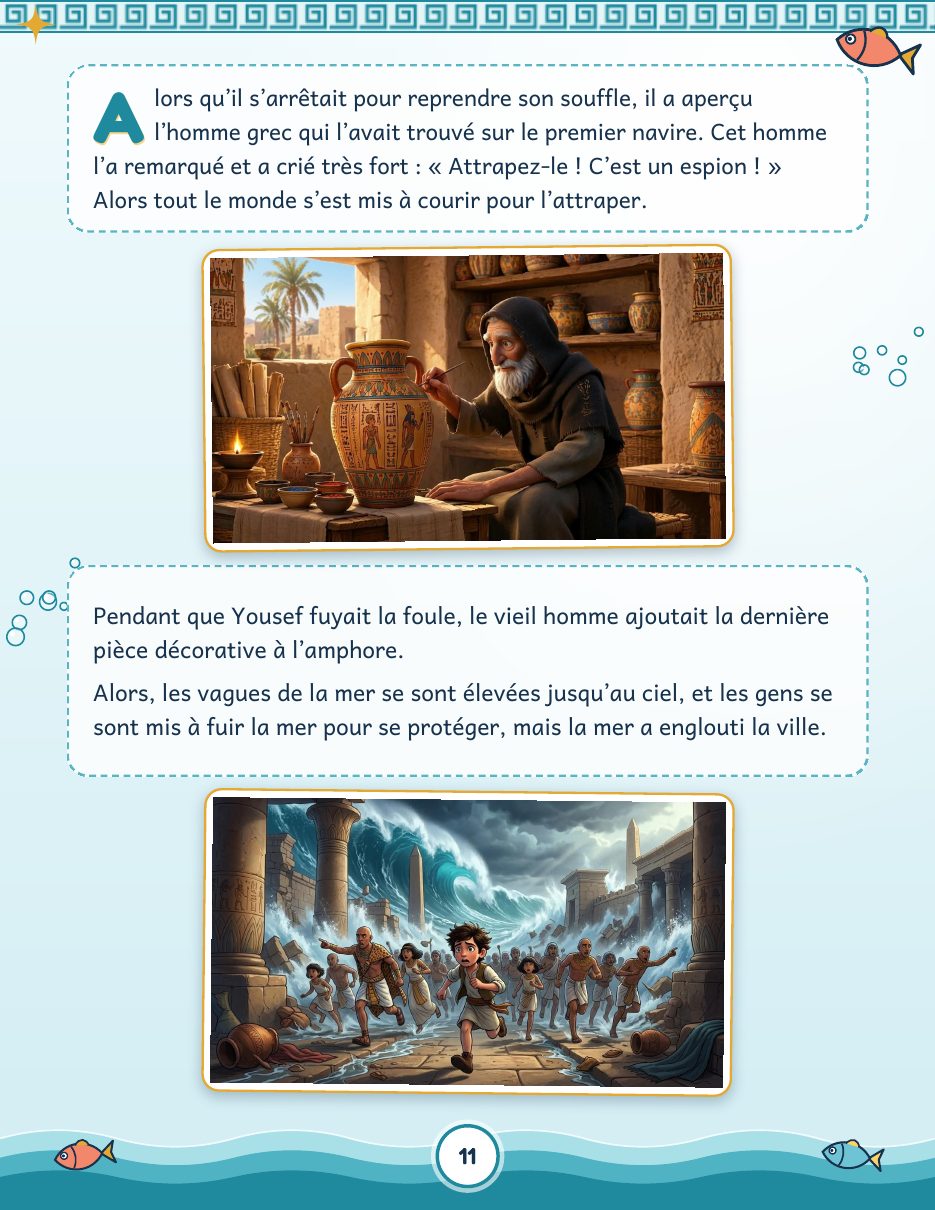 Alors qu’il s’arrêtait pour reprendre son souffle, il a aperçu
l’homme grec qui l’avait trouvé sur le premier navire. Cet homme
l’a remarqué et a crié très fort : « Attrapez-le ! C’est un espion ! »
Alors tout le monde s’est mis à courir pour l’attraper.
Pendant que Yousef fuyait la foule, le vieil homme ajoutait la dernière
pièce décorative à l’amphore.
Alors, les vagues de la mer se sont élevées jusqu’au ciel, et les gens se
sont mis à fuir la mer pour se protéger, mais la mer a englouti la ville.
11